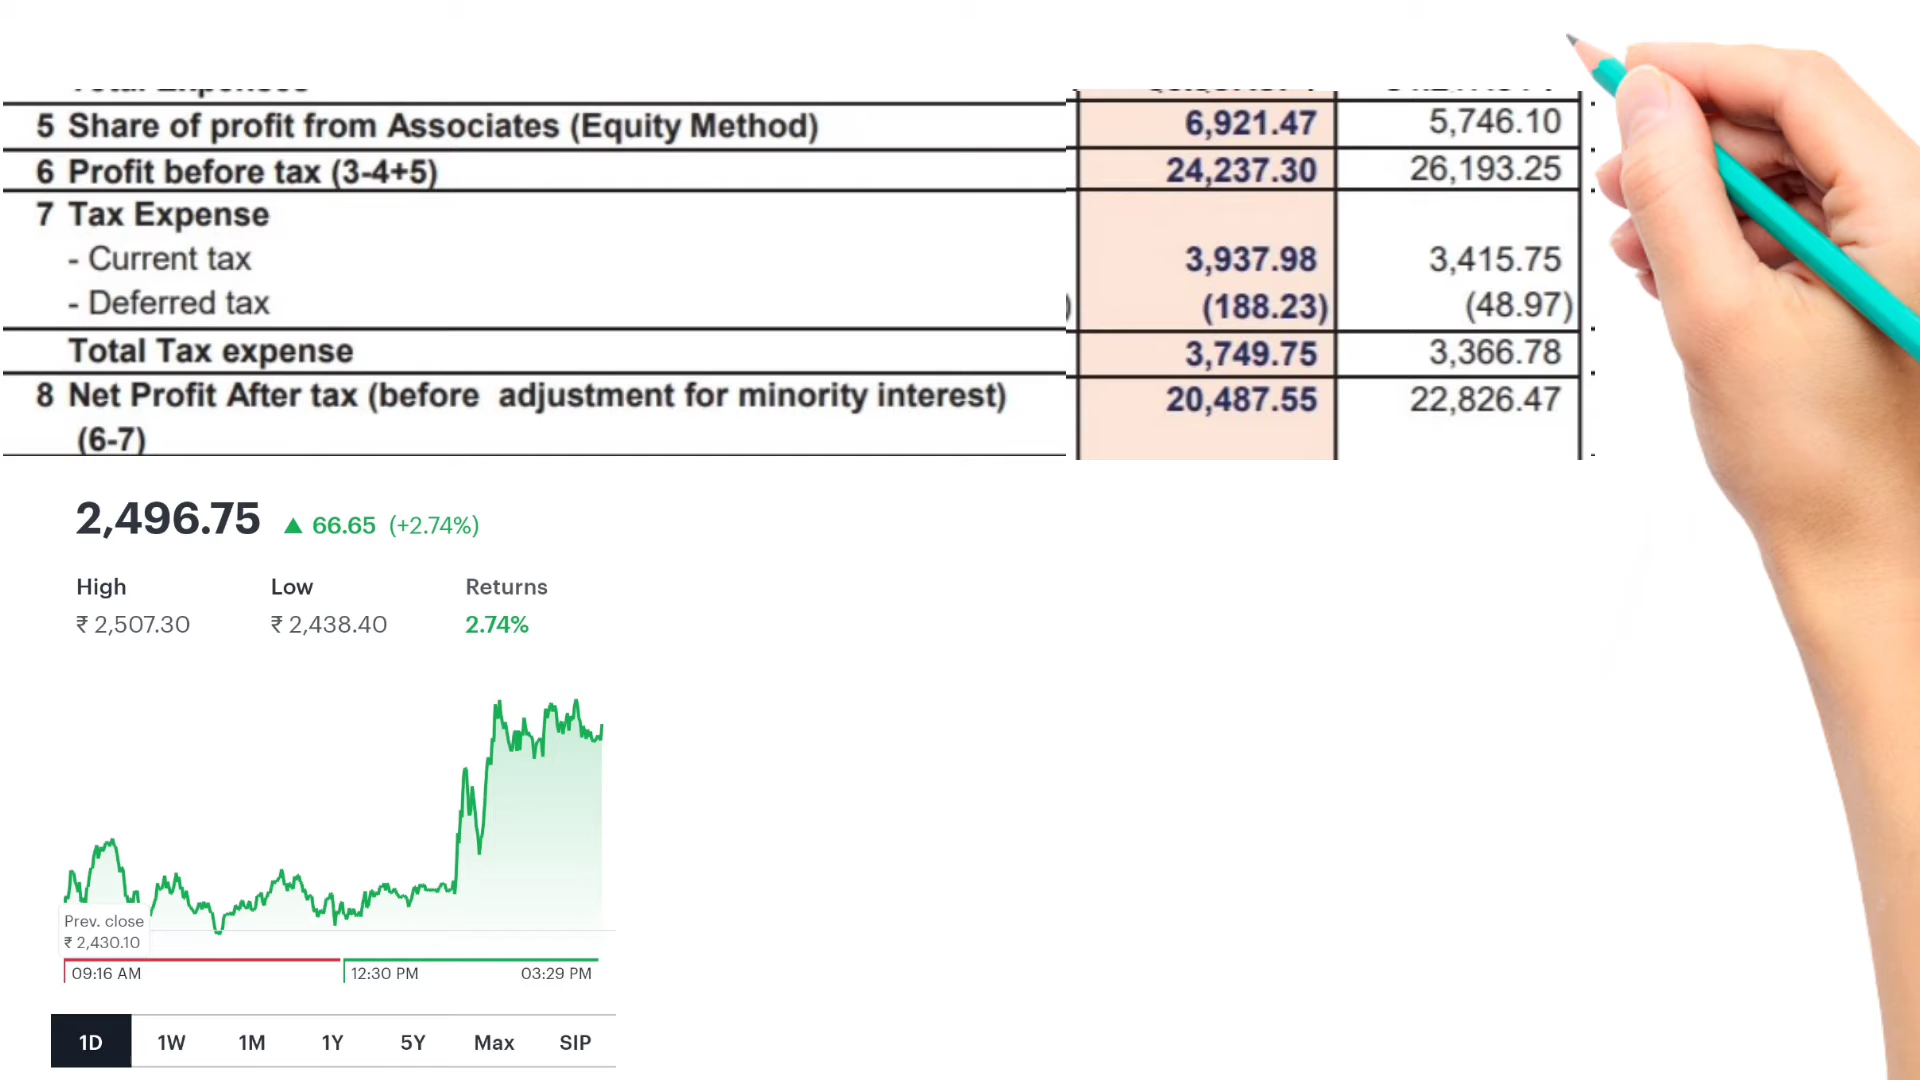 5 Share of profit from Associates (Equity Method) 6,921.47 5,746.10
6 Profit before tax (3-4+5) 24,237.30 26,193.25
7 Tax Expense
- Current tax 3,937.98 3,415.75
- Deferred tax (188.23) (48.97)
Total Tax expense 3,749.75 3,366.78
8 Net Profit After tax (before adjustment for minority interest) 20,487.55 22,826.47
(6-7)
2,496.75 ▲ 66.65 (+2.74%)
High Low Returns
₹ 2,507.30 ₹ 2,438.40 2.74%
Prev. close
₹ 2,430.10
09:16 AM 12:30 PM 03:29 PM
1D 1W 1M 1Y 5Y Max SIP